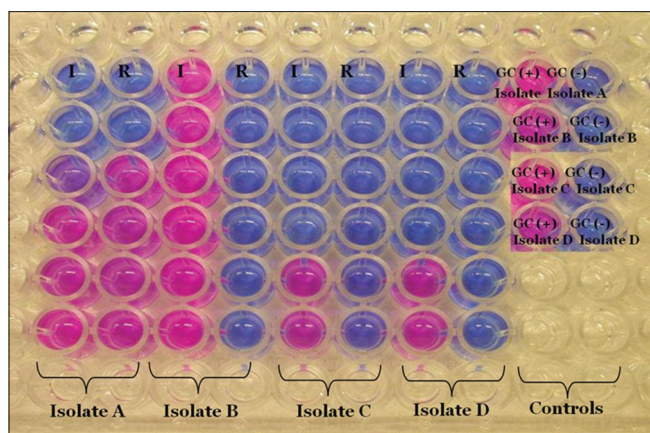 I R I R I R I R
GC (+) GC (-)
Isolate Isolate A
GC (+) GC (-)
Isolate B Isolate B
GC (+) GC (-)
Isolate C Isolate C
GC (+) GC (-)
Isolate D Isolate D
Isolate A Isolate B Isolate C Isolate D Controls